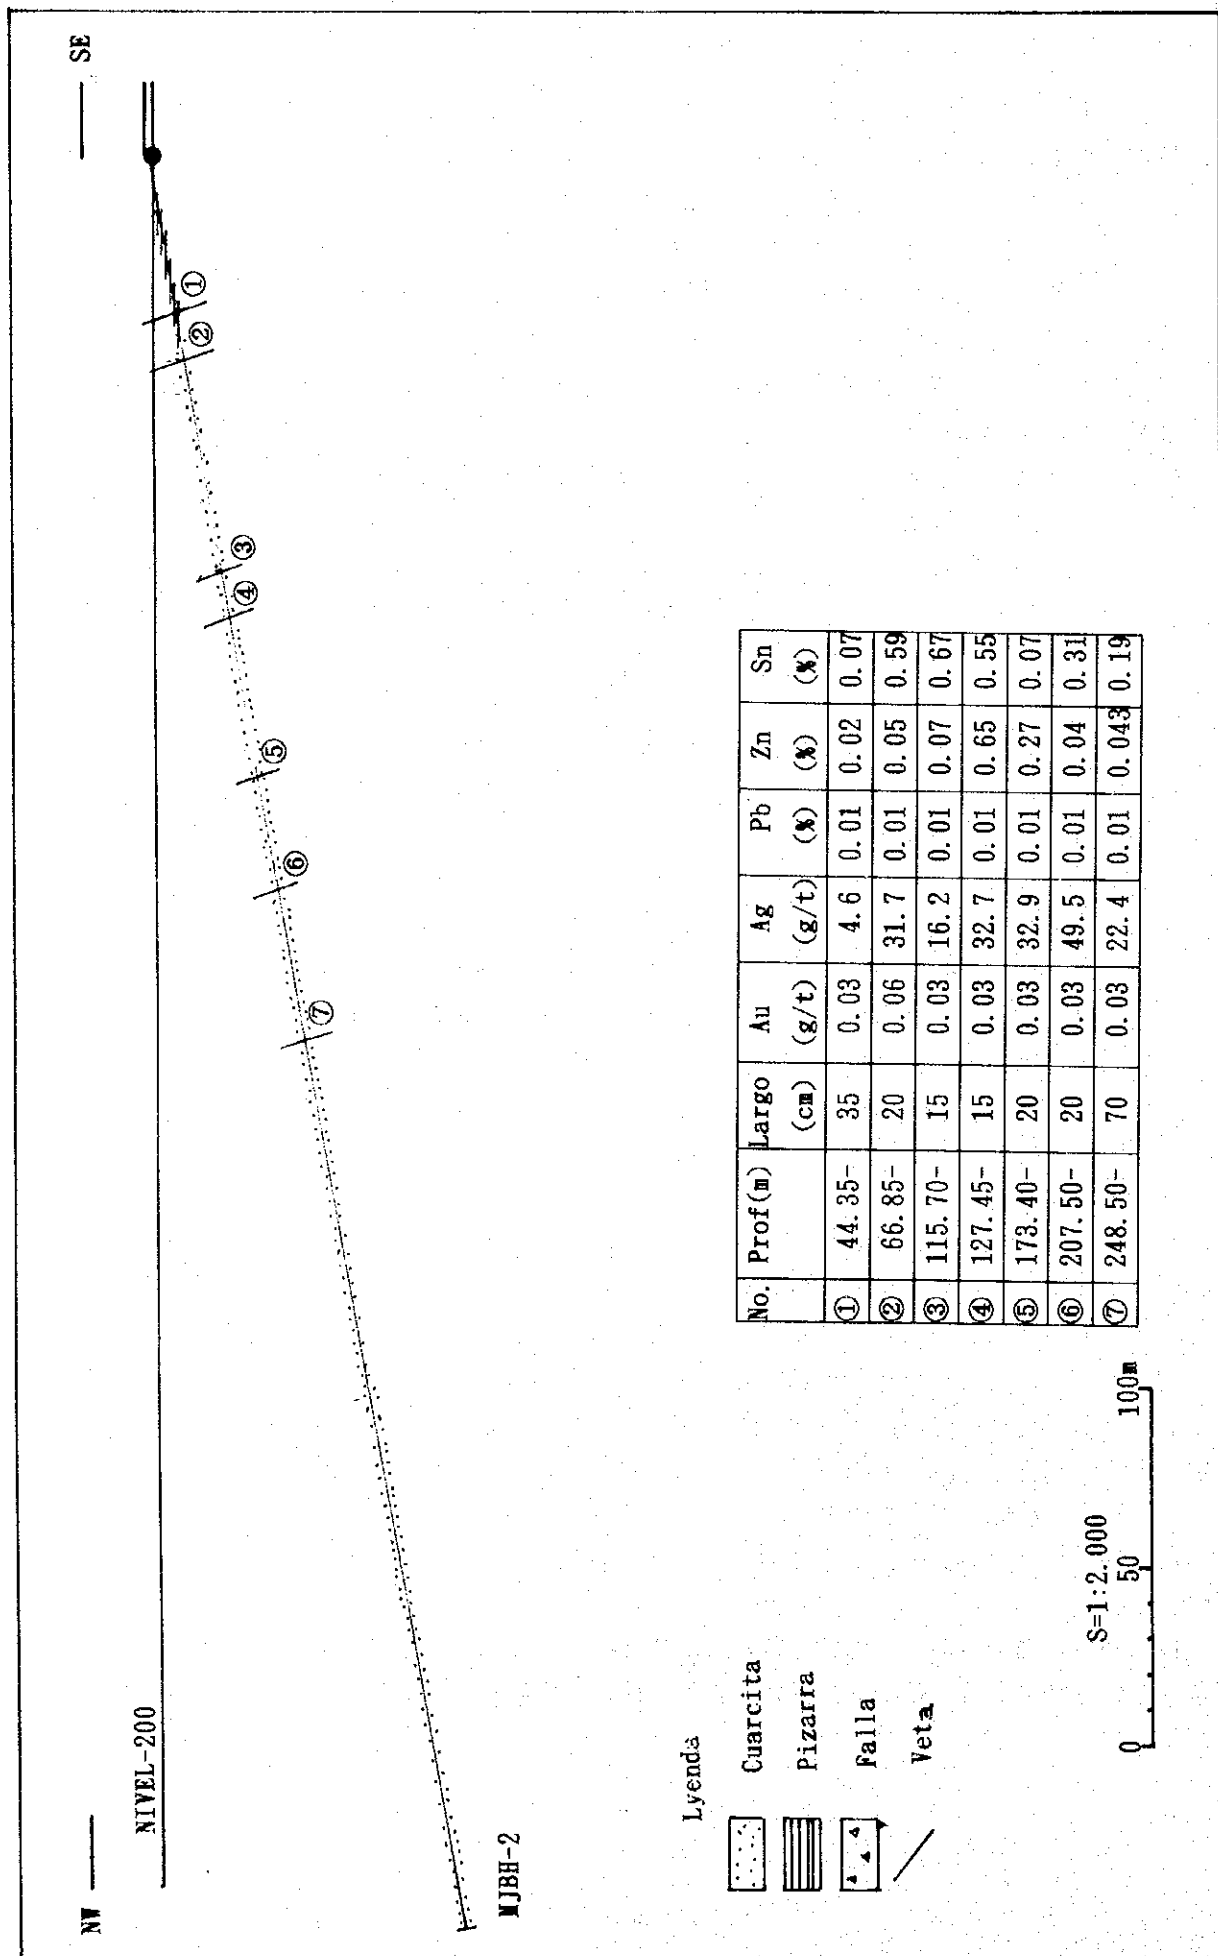 NW
SE
NIVEL-200
①
②
③
④
⑤
⑥
⑦
MJBH-2
Lyenda
Cuarcita
Pizarra
Falla
Veta
S=1:2.000
0 50 100m
No. Prof(m) Largo (cm) Au (g/t) Ag (g/t) Pb (%) Zn (%) Sn (%)
① 44.35- 35 0.03 4.6 0.01 0.02 0.07
② 66.85- 20 0.06 31.7 0.01 0.05 0.59
③ 115.70- 15 0.03 16.2 0.01 0.07 0.67
④ 127.45- 15 0.03 32.7 0.01 0.65 0.55
⑤ 173.40- 20 0.03 32.9 0.01 0.27 0.07
⑥ 207.50- 20 0.03 49.5 0.01 0.04 0.31
⑦ 248.50- 70 0.03 22.4 0.01 0.043 0.19